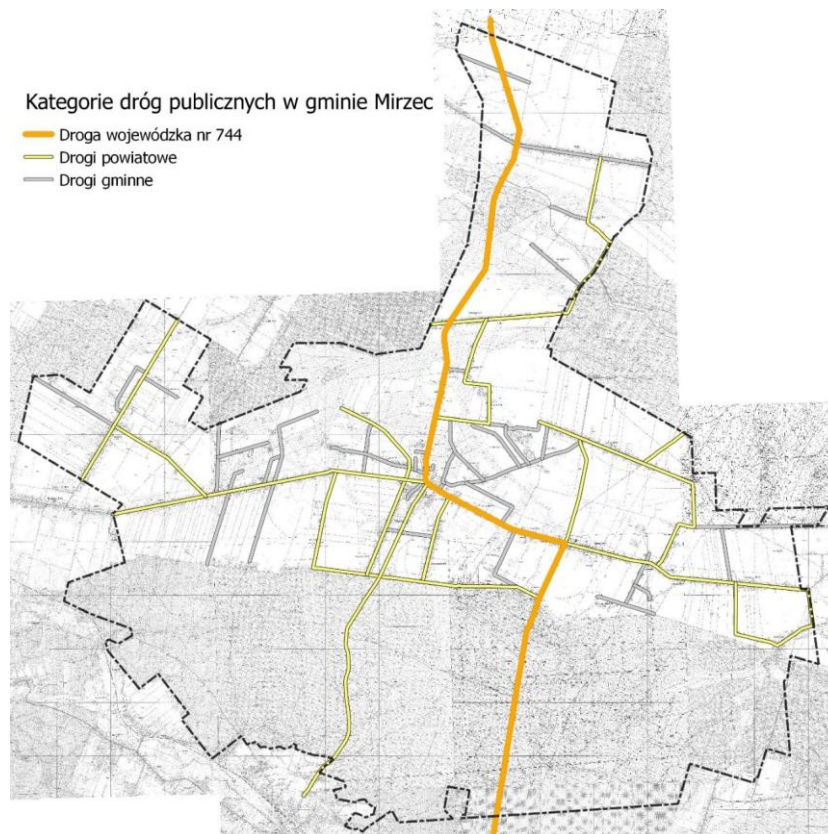 Kategorie dróg publicznych w gminie Mirzec
Droga wojewódzka nr 744
Drogi powiatowe
Drogi gminne